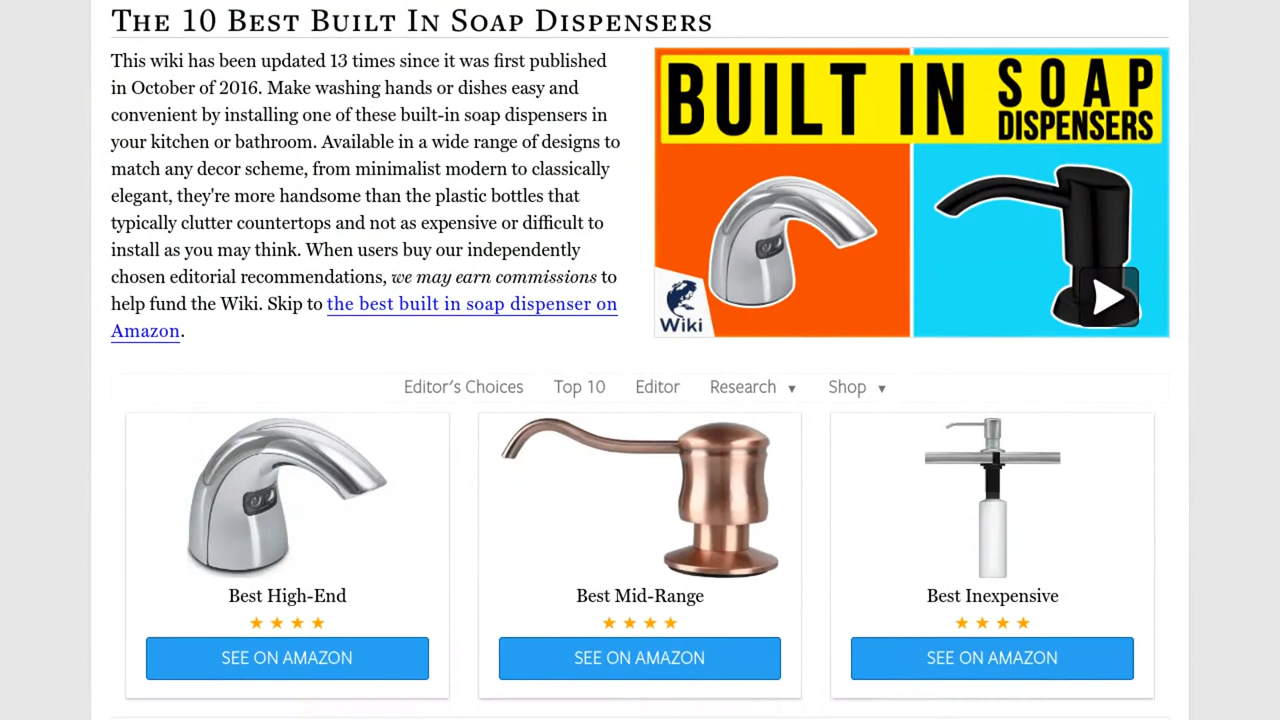 The 10 Best Built In Soap Dispensers
This wiki has been updated 13 times since it was first published
in October of 2016. Make washing hands or dishes easy and
convenient by installing one of these built-in soap dispensers in
your kitchen or bathroom. Available in a wide range of designs to
match any decor scheme, from minimalist modern to classically
elegant, they're more handsome than the plastic bottles that
typically clutter countertops and not as expensive or difficult to
install as you may think. When users buy our independently
chosen editorial recommendations, we may earn commissions to
help fund the Wiki. Skip to the best built in soap dispenser on
Amazon.
BUILT IN SOAP
DISPENSERS
Wiki
Editor's Choices Top 10 Editor Research ▼ Shop ▼
Best High-End
★ ★ ★ ★
SEE ON AMAZON
Best Mid-Range
★ ★ ★ ★
SEE ON AMAZON
Best Inexpensive
★ ★ ★ ★
SEE ON AMAZON